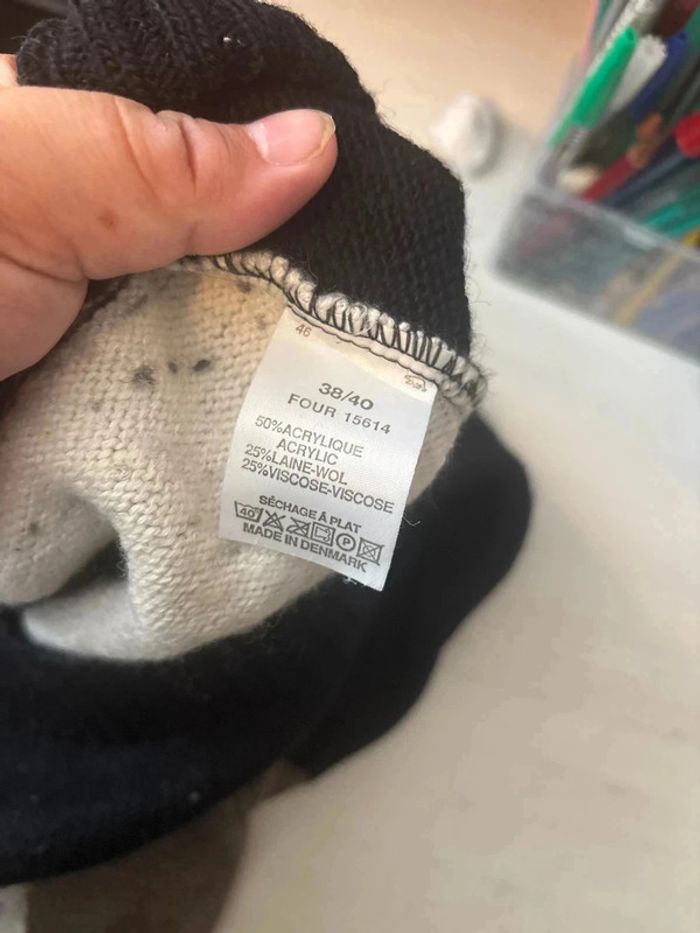 46
38/40
FOUR 15614
50%ACRYLIQUE
ACRYLIC
25%LAINE-WOL
25%VISCOSE-VISCOSE
SÉCHAGE À PLAT
40° P
MADE IN DENMARK